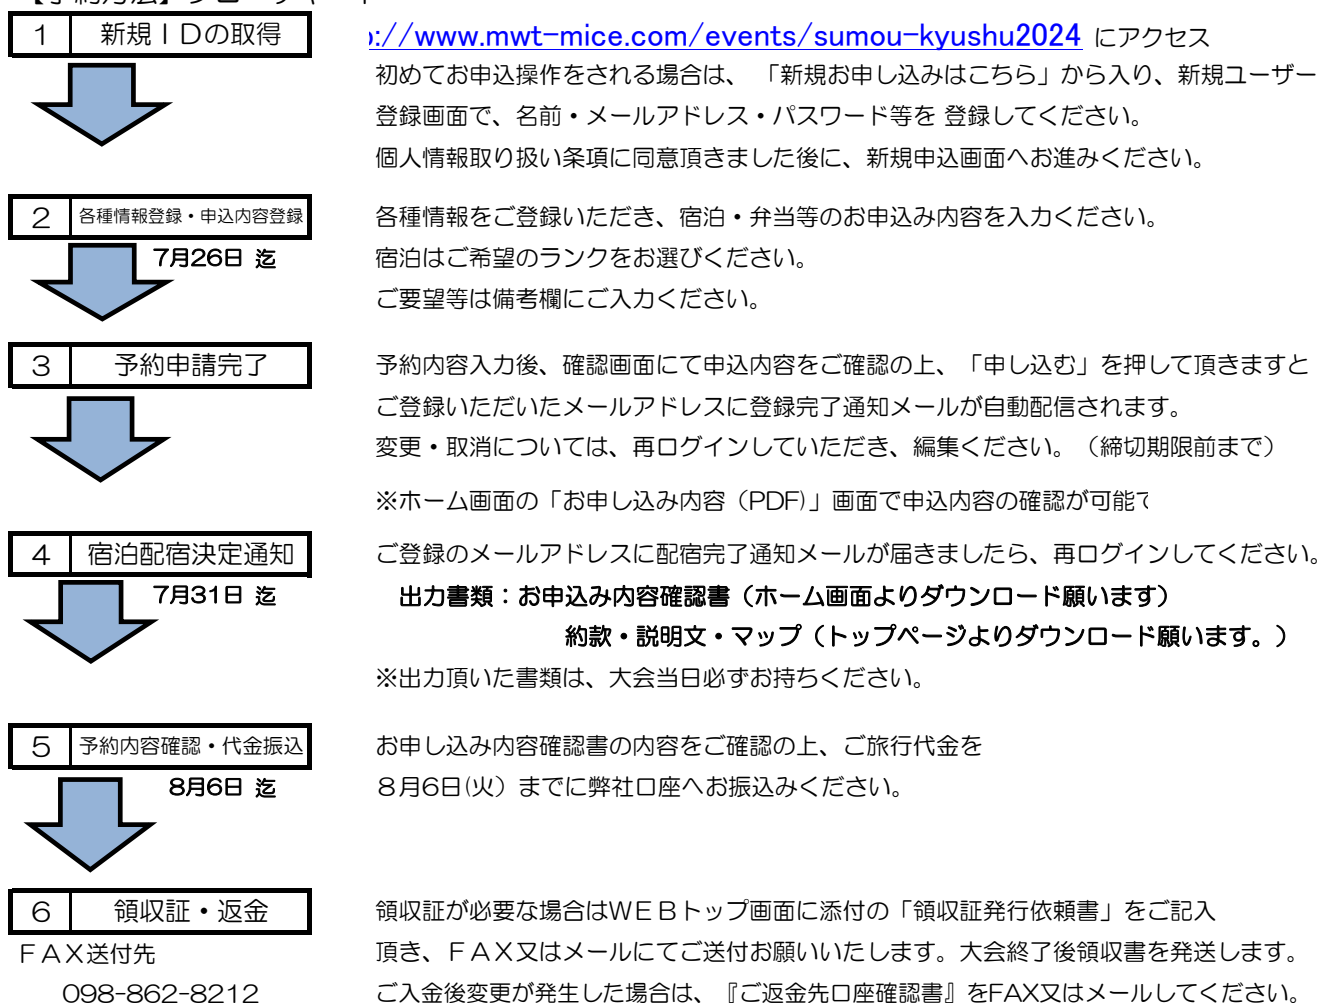 １ 新規ＩＤの取得
://www.mwt-mice.com/events/sumou-kyushu2024 にアクセス
初めてお申込操作をされる場合は、 「新規お申し込みはこちら」から入り、新規ユーザー
登録画面で、名前・メールアドレス・パスワード等を 登録してください。
個人情報取り扱い条項に同意頂きました後に、新規申込画面へお進みください。
２ 各種情報登録・申込内容登録
7月26日 迄
各種情報をご登録いただき、宿泊・弁当等のお申込み内容を入力ください。
宿泊はご希望のランクをお選びください。
ご要望等は備考欄にご入力ください。
３ 予約申請完了
予約内容入力後、確認画面にて申込内容をご確認の上、「申し込む」を押して頂きますと
ご登録いただいたメールアドレスに登録完了通知メールが自動配信されます。
変更・取消については、再ログインしていただき、編集ください。（締切期限前まで）
※ホーム画面の「お申し込み内容（PDF)」画面で申込内容の確認が可能で
４ 宿泊配宿決定通知
7月31日 迄
ご登録のメールアドレスに配宿完了通知メールが届きましたら、再ログインしてください。
出力書類：お申込み内容確認書（ホーム画面よりダウンロード願います）
約款・説明文・マップ（トップページよりダウンロード願います。）
※出力頂いた書類は、大会当日必ずお持ちください。
５ 予約内容確認・代金振込
8月6日 迄
お申し込み内容確認書の内容をご確認の上、ご旅行代金を
８月6日(火）までに弊社口座へお振込みください。
６ 領収証・返金
ＦＡＸ送付先
098-862-8212
領収証が必要な場合はＷＥＢトップ画面に添付の「領収証発行依頼書」をご記入
頂き、ＦＡＸ又はメールにてご送付お願いいたします。大会終了後領収書を発送します。
ご入金後変更が発生した場合は、『ご返金先口座確認書』をFAX又はメールしてください。